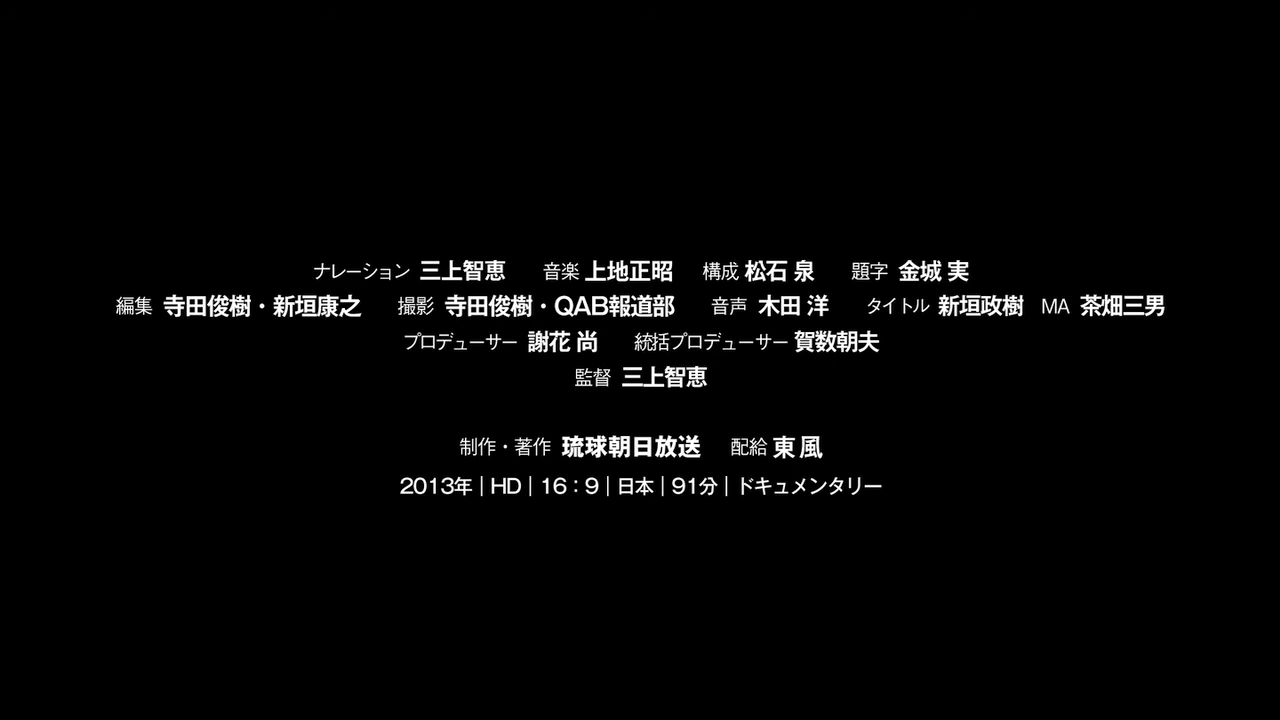 ナレーション 三上智恵 音楽 上地正昭 構成 松石 泉 題字 金城 実
編集 寺田俊樹・新垣康之 撮影 寺田俊樹・QAB報道部 音声 木田 洋 タイトル 新垣政樹 MA 茶畑三男
プロデューサー 謝花 尚 統括プロデューサー 賀数朝夫
監督 三上智恵
制作・著作 琉球朝日放送 配給 東 風
2013年｜HD｜16：9｜日本｜91分｜ドキュメンタリー